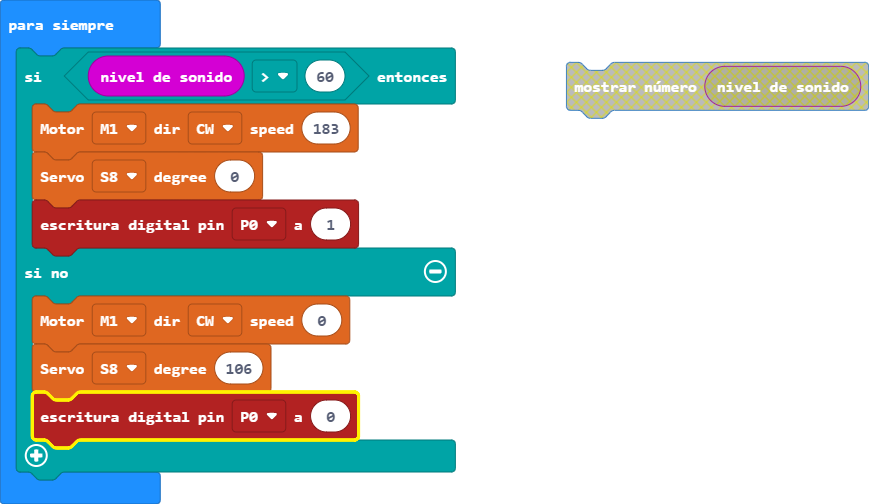 para siempre
si nivel de sonido > 60 entonces
Motor M1 dir CW speed 183
Servo S8 degree 0
escritura digital pin P0 a 1
si no
Motor M1 dir CW speed 0
Servo S8 degree 106
escritura digital pin P0 a 0
mostrar número nivel de sonido